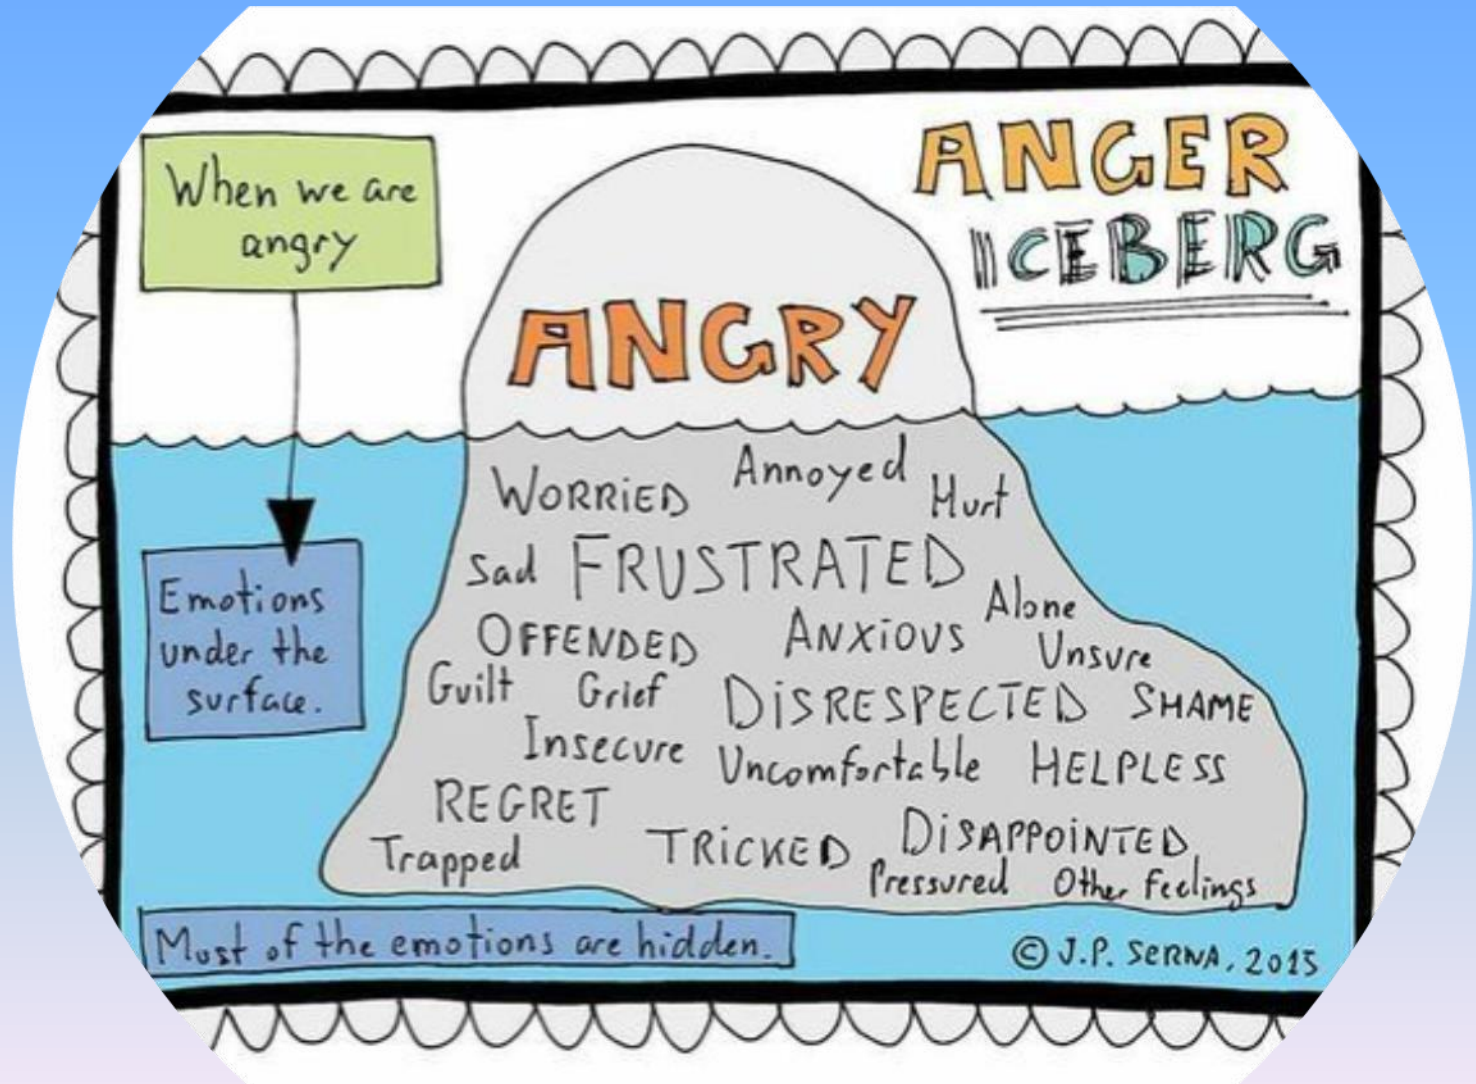 When we are
angry
ANGER
ICEBERG
ANGRY
WORRiED Annoyed Hurt
Sad FRUSTRATED
Alone
OFFENDED ANXiOUS
Unsure
Guilt Grief DiSRESPECTED SHAME
Insecure Uncomfortable HELPLESS
REGRET
Trapped TRiCKED DiSAPPOiNTED
Pressured Other feelings
Emotions
under the
surface.
Most of the emotions are hidden.
© J.P. SERNA, 2015